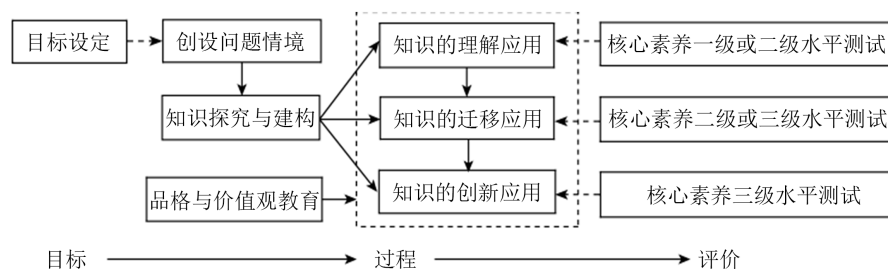 目标设定
创设问题情境
知识的理解应用
核心素养一级或二级水平测试
知识探究与建构
知识的迁移应用
核心素养二级或三级水平测试
品格与价值观教育
知识的创新应用
核心素养三级水平测试
目标
过程
评价